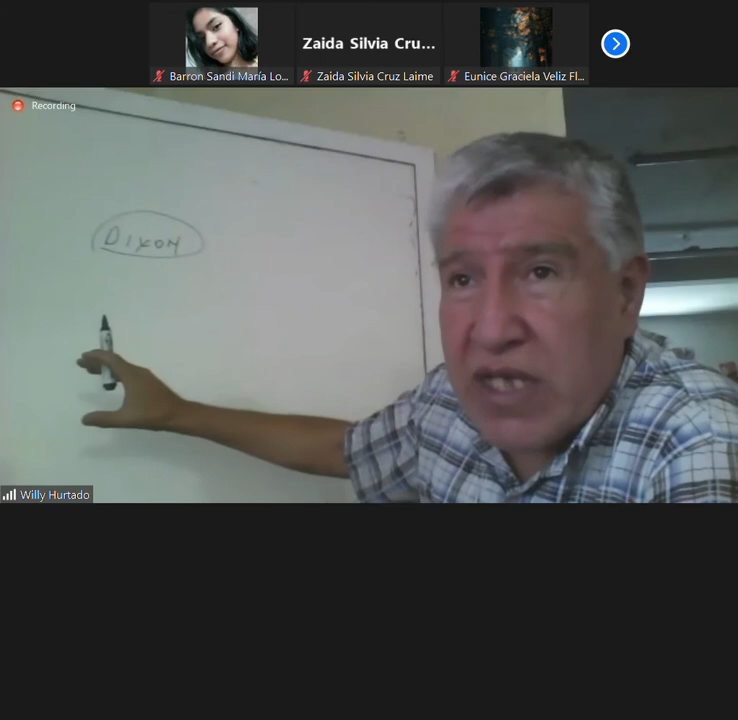 Zaida Silvia Cru...
Barron Sandi María Lo...
Zaida Silvia Cruz Laime
Eunice Graciela Veliz Fl...
Recording
DIXON
Willy Hurtado